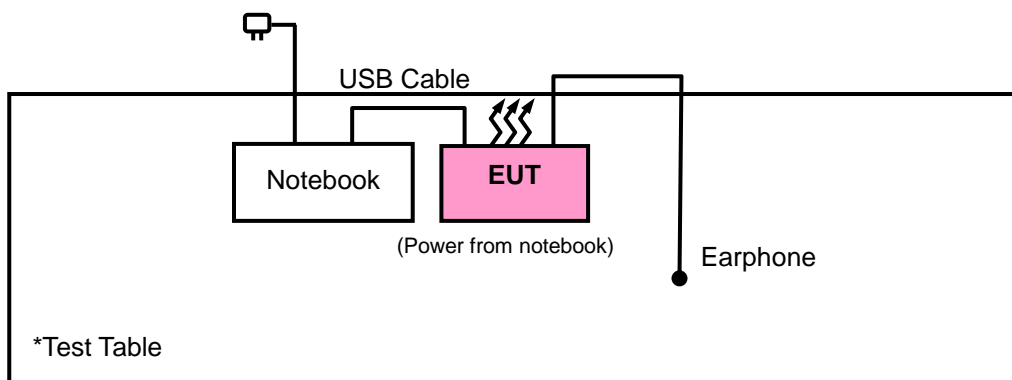 USB Cable
Notebook
EUT
(Power from notebook)
Earphone
*Test Table